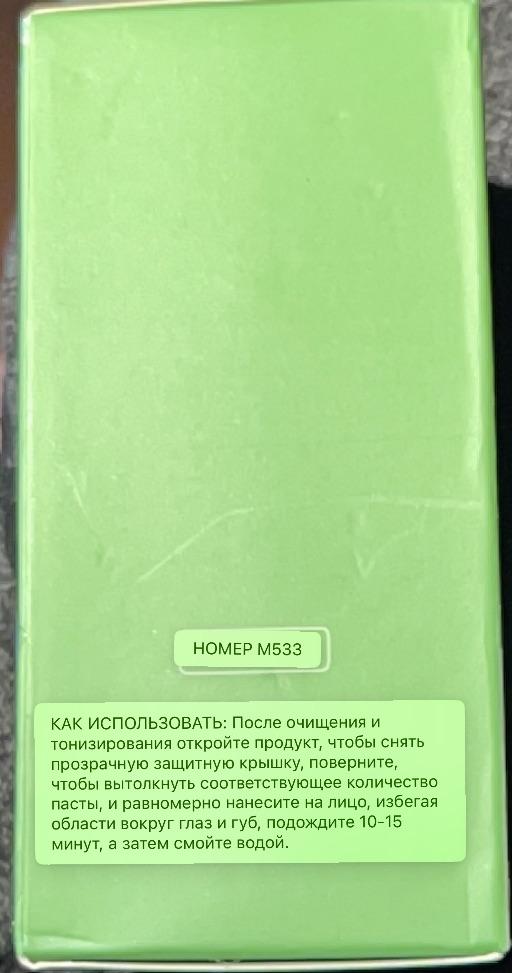 НОМЕР M533
КАК ИСПОЛЬЗОВАТЬ: После очищения и
тонизирования откройте продукт, чтобы снять
прозрачную защитную крышку, поверните,
чтобы вытолкнуть соответствующее количество
пасты, и равномерно нанесите на лицо, избегая
области вокруг глаз и губ, подождите 10-15
минут, а затем смойте водой.